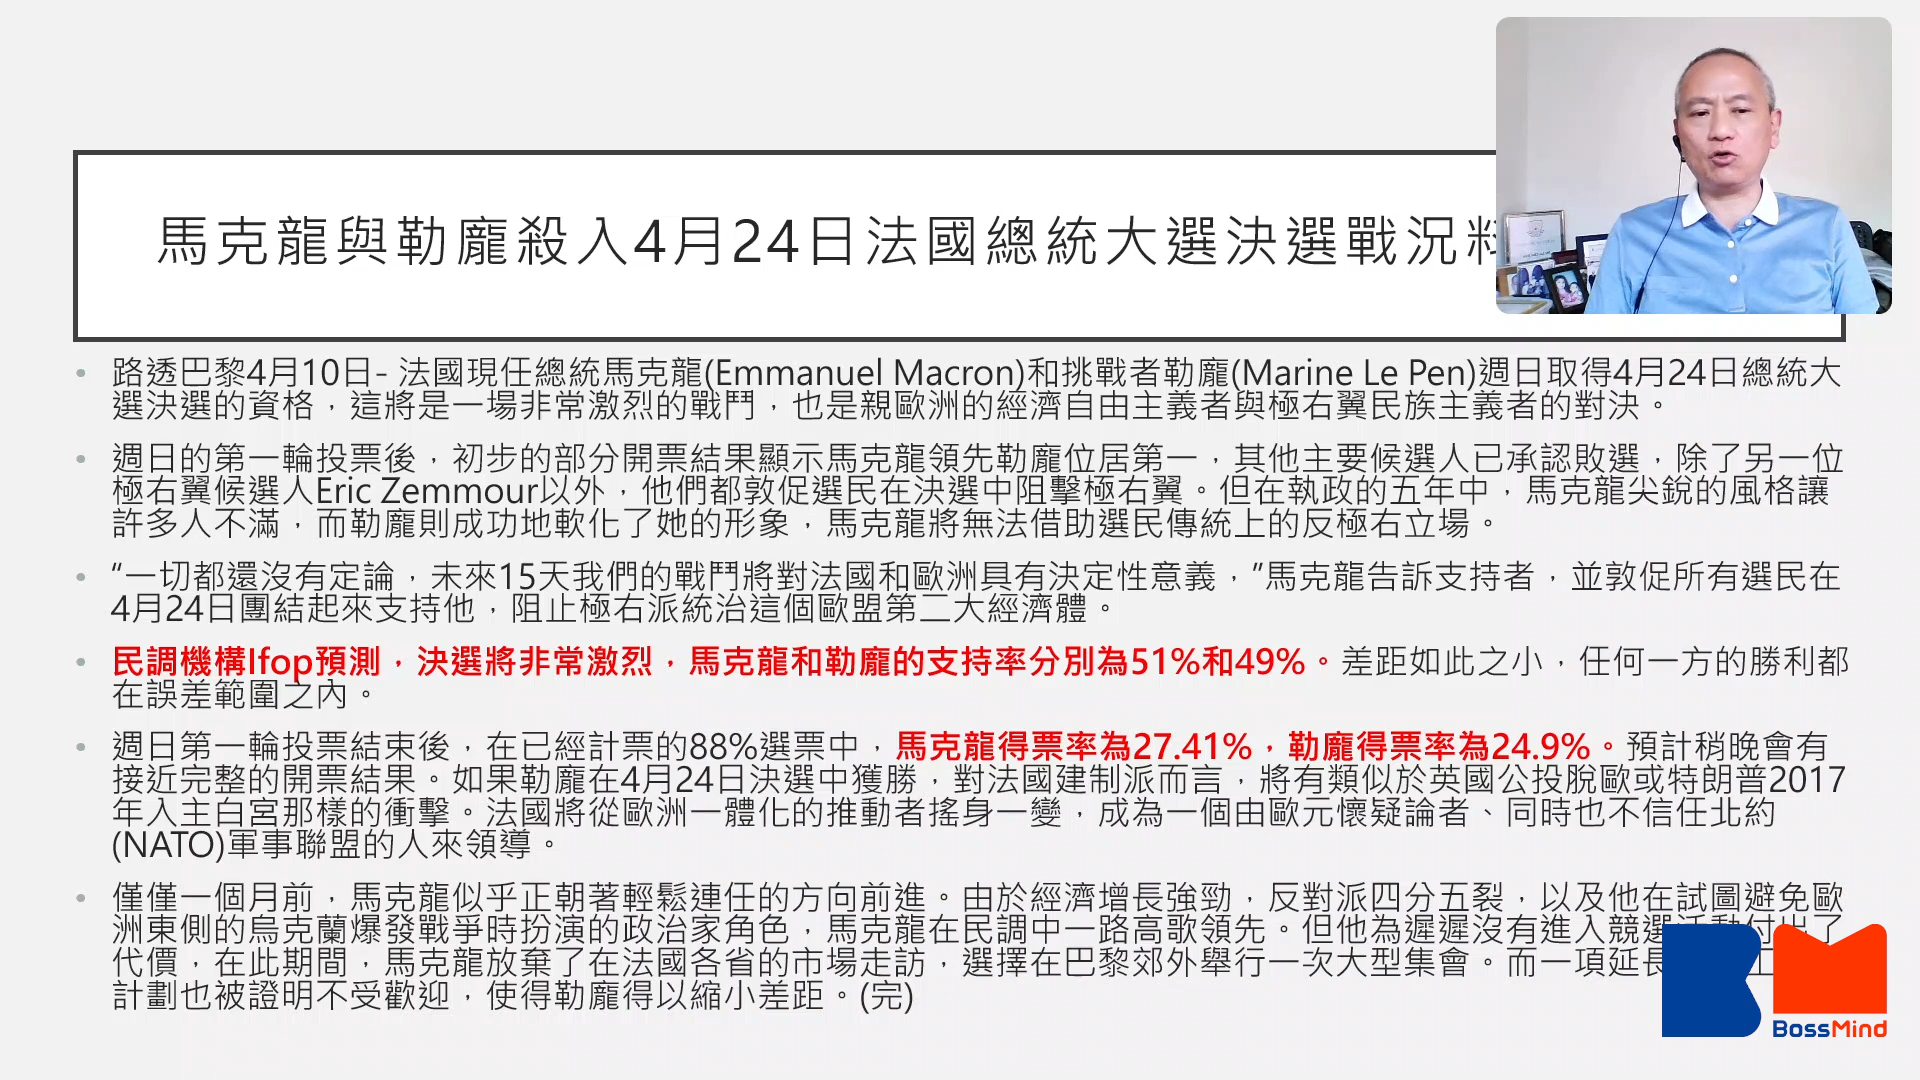 馬克龍與勒龐殺入4月24日法國總統大選決選戰況
路透巴黎4月10日- 法國現任總統馬克龍(Emmanuel Macron)和挑戰者勒龐(Marine Le Pen)週日取得4月24日總統大
選決選的資格，這將是一場非常激烈的戰鬥，也是親歐洲的經濟自由主義者與極右翼民族主義者的對決。
週日的第一輪投票後，初步的部分開票結果顯示馬克龍領先勒龐位居第一，其他主要候選人已承認敗選，除了另一位
極右翼候選人Eric Zemmour以外，他們都敦促選民在決選中阻擊極右翼。但在執政的五年中，馬克龍尖銳的風格讓
許多人不滿，而勒龐則成功地軟化了她的形象，馬克龍將無法借助選民傳統上的反極右立場。
“一切都還沒有定論，未來15天我們的戰鬥將對法國和歐洲具有決定性意義，”馬克龍告訴支持者，並敦促所有選民在
4月24日團結起來支持他，阻止極右派統治這個歐盟第二大經濟體。
民調機構Ifop預測，決選將非常激烈，馬克龍和勒龐的支持率分別為51%和49%。差距如此之小，任何一方的勝利都
在誤差範圍之內。
週日第一輪投票結束後，在已經計票的88%選票中，馬克龍得票率為27.41%，勒龐得票率為24.9%。預計稍晚會有
接近完整的開票結果。如果勒龐在4月24日決選中獲勝，對法國建制派而言，將有類似於英國公投脫歐或特朗普2017
年入主白宮那樣的衝擊。法國將從歐洲一體化的推動者搖身一變，成為一個由歐元懷疑論者、同時也不信任北約
(NATO)軍事聯盟的人來領導。
僅僅一個月前，馬克龍似乎正朝著輕鬆連任的方向前進。由於經濟增長強勁，反對派四分五裂，以及他在試圖避免歐
洲東側的烏克蘭爆發戰爭時扮演的政治家角色，馬克龍在民調中一路高歌領先。但他為遲遲沒有進入競選活動付出了
代價，在此期間，馬克龍放棄了在法國各省的市場走訪，選擇在巴黎郊外舉行一次大型集會。而一項延長
計劃也被證明不受歡迎，使得勒龐得以縮小差距。(完)
BossMind